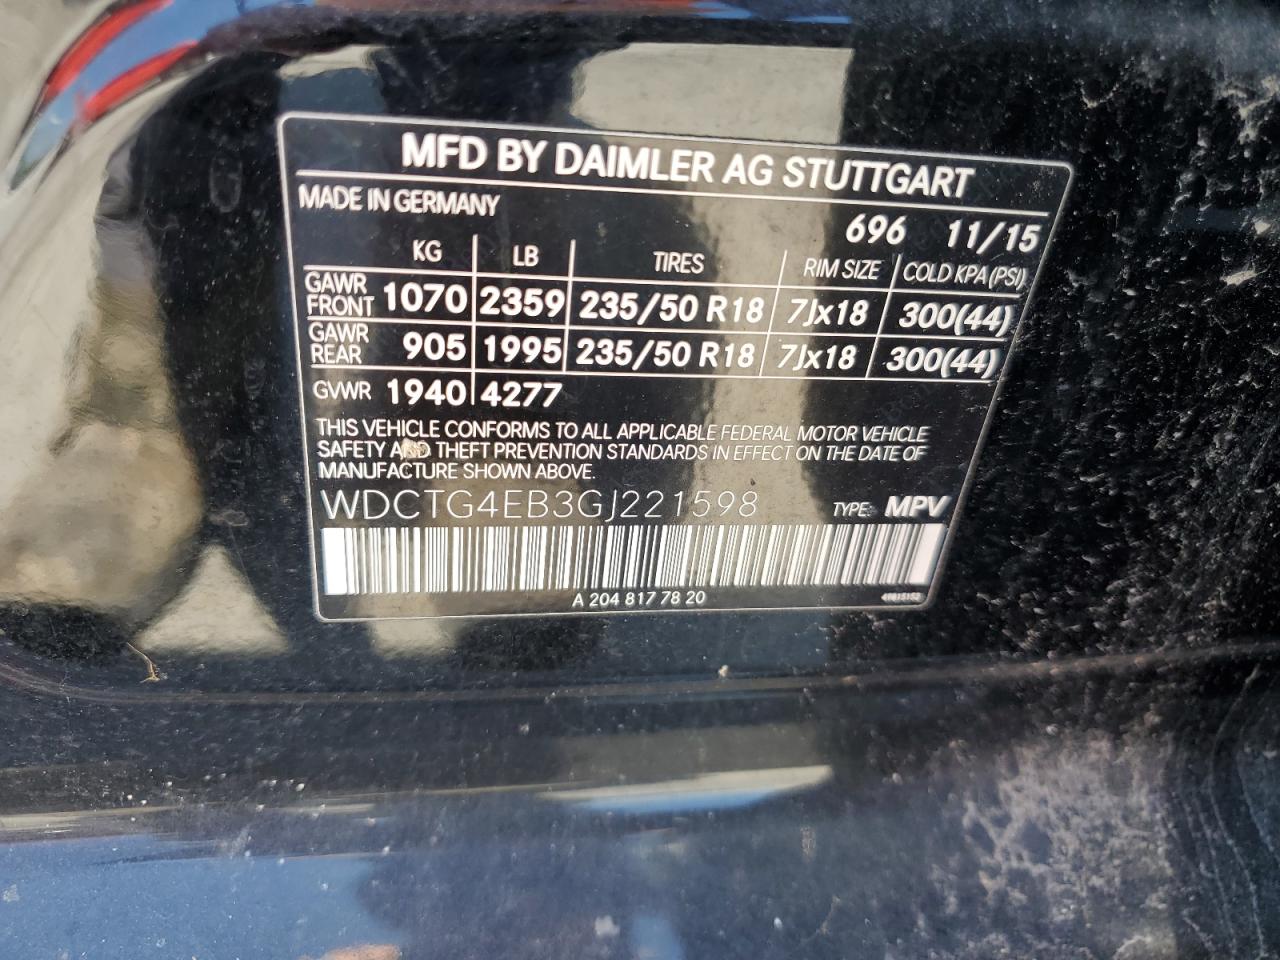 MFD BY DAIMLER AG STUTTGART
MADE IN GERMANY
696 11/15
KG LB TIRES RIM SIZE COLD KPA (PSI)
GAWR FRONT 1070 2359 235/50 R18 7Jx18 300(44)
GAWR REAR 905 1995 235/50 R18 7Jx18 300(44)
GVWR 1940 4277
THIS VEHICLE CONFORMS TO ALL APPLICABLE FEDERAL MOTOR VEHICLE
SAFETY AND THEFT PREVENTION STANDARDS IN EFFECT ON THE DATE OF
MANUFACTURE SHOWN ABOVE.
WDCTG4EB3GJ221598 TYPE: MPV
A 204 817 78 20